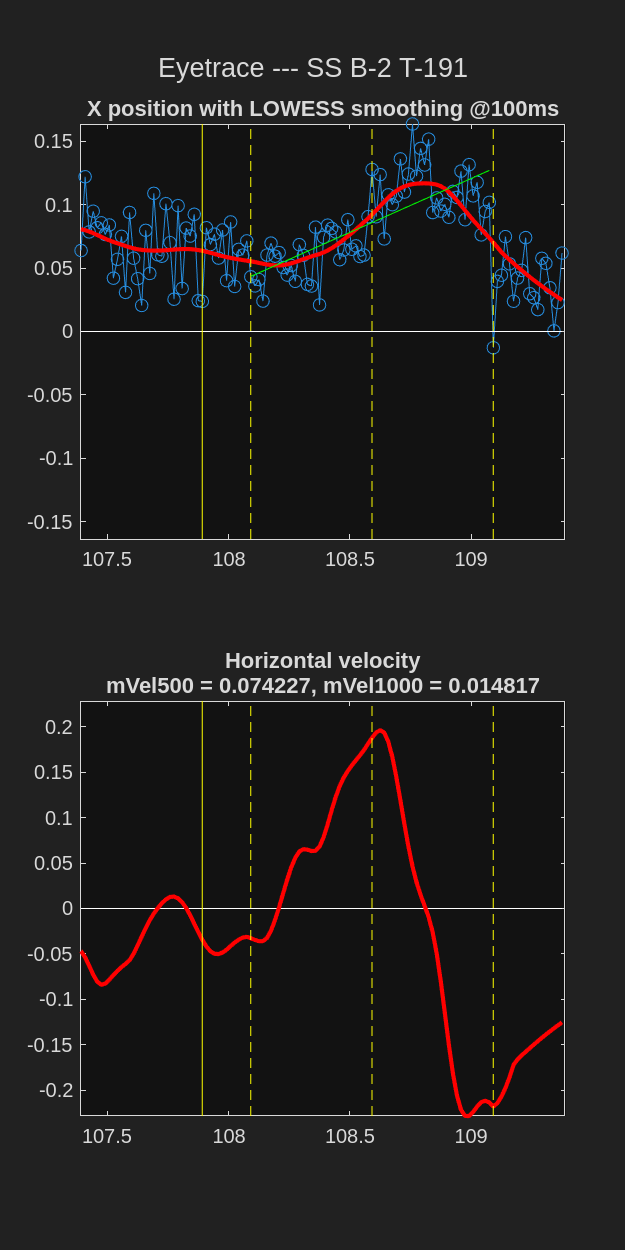 Eyetrace --- SS B-2 T-191
X position with LOWESS smoothing @100ms
0.15
0.1
0.05
0
-0.05
-0.1
-0.15
107.5 108 108.5 109
Horizontal velocity
mVel500 = 0.074227, mVel1000 = 0.014817
0.2
0.15
0.1
0.05
0
-0.05
-0.1
-0.15
-0.2
107.5 108 108.5 109